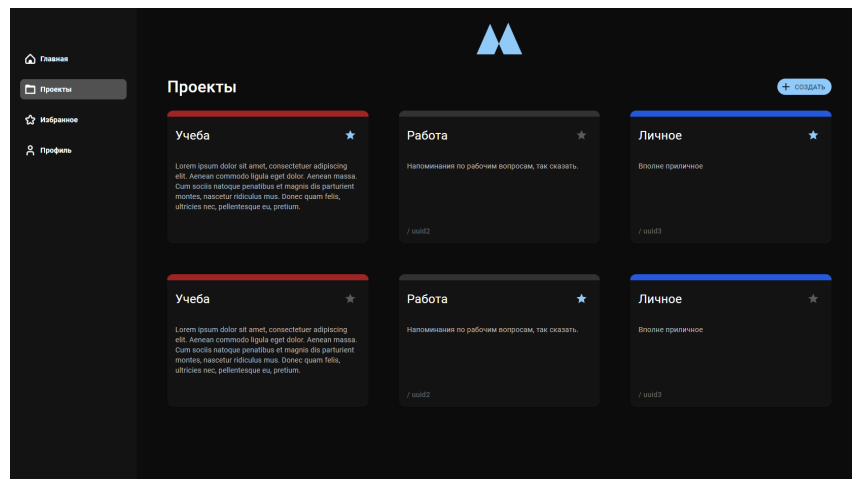 Главная
Проекты
Избранное
Профиль
Проекты
СОЗДАТЬ
Учеба
Lorem ipsum dolor sit amet, consectetuer adipiscing
elit. Aenean commodo ligula eget dolor. Aenean massa.
Cum sociis natoque penatibus et magnis dis parturient
montes, nascetur ridiculus mus. Donec quam felis,
ultricies nec, pellentesque eu, pretium.
Работа
Напоминания по рабочим вопросам, так сказать.
/ uuid2
Личное
Вполне приличное
/ uuid3
Учеба
Lorem ipsum dolor sit amet, consectetuer adipiscing
elit. Aenean commodo ligula eget dolor. Aenean massa.
Cum sociis natoque penatibus et magnis dis parturient
montes, nascetur ridiculus mus. Donec quam felis,
ultricies nec, pellentesque eu, pretium.
Работа
Напоминания по рабочим вопросам, так сказать.
/ uuid2
Личное
Вполне приличное
/ uuid3